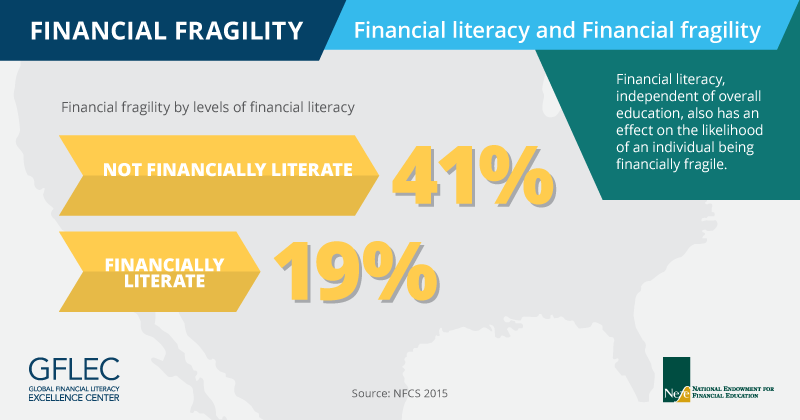 FINANCIAL FRAGILITY
Financial literacy and Financial fragility
Financial literacy,
independent of overall
education, also has an
effect on the likelihood
of an individual being
financially fragile.
Financial fragility by levels of financial literacy
NOT FINANCIALLY LITERATE
41%
FINANCIALLY
LITERATE
19%
GFLEC
GLOBAL FINANCIAL LITERACY
EXCELLENCE CENTER
Source: NFCS 2015
Nefe
NATIONAL ENDOWMENT FOR
FINANCIAL EDUCATION